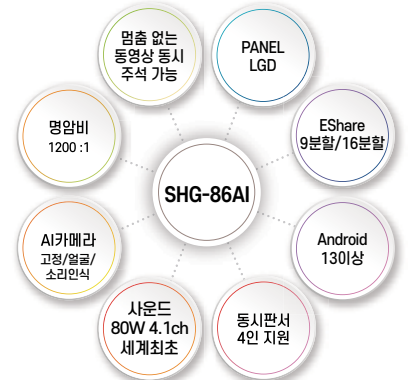 멈춤 없는
동영상 동시
주석 가능
PANEL
LGD
명암비
1200 :1
EShare
9분할/16분할
SHG-86AI
AI카메라
고정/얼굴/
소리인식
Android
13이상
사운드
80W 4.1ch
세계최초
동시판서
4인 지원